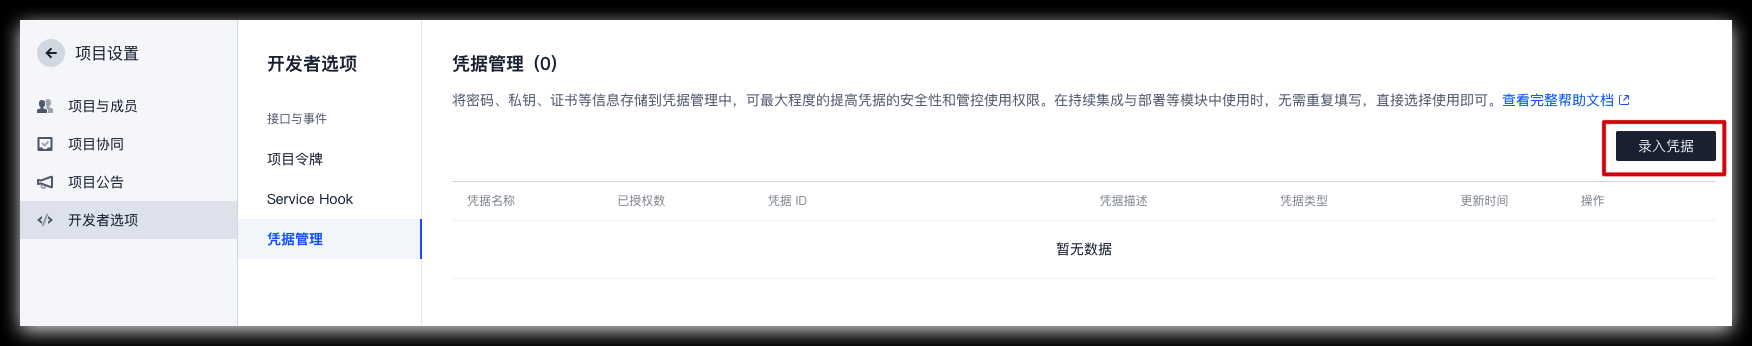 项目设置
项目与成员
项目协同
项目公告
开发者选项
开发者选项
接口与事件
项目令牌
Service Hook
凭据管理
凭据管理 (0)
将密码、私钥、证书等信息存储到凭据管理中，可最大程度的提高凭据的安全性和管控使用权限。在持续集成与部署等模块中使用时，无需重复填写，直接选择使用即可。查看完整帮助文档
录入凭据
凭据名称 已授权数 凭据 ID 凭据描述 凭据类型 更新时间 操作
暂无数据